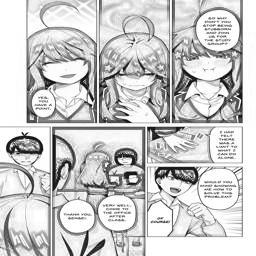 YES,
YOU HAVE
A POINT.
SO WHY
DON'T YOU
STOP BEING
STUBBORN
AND JOIN
US FOR
THE STUDY
GROUP?
I HAD
FELT
THERE
WAS A
LIMIT TO
WHAT I
CAN DO
ALONE.
THANK YOU,
SENSEI.
VERY WELL,
COME TO
THE OFFICE
AFTER
CLASS.
WOULD
YOU MIND
SHOWING
ME HOW TO
SOLVE THIS
PROBLEM?
OF
COURSE!